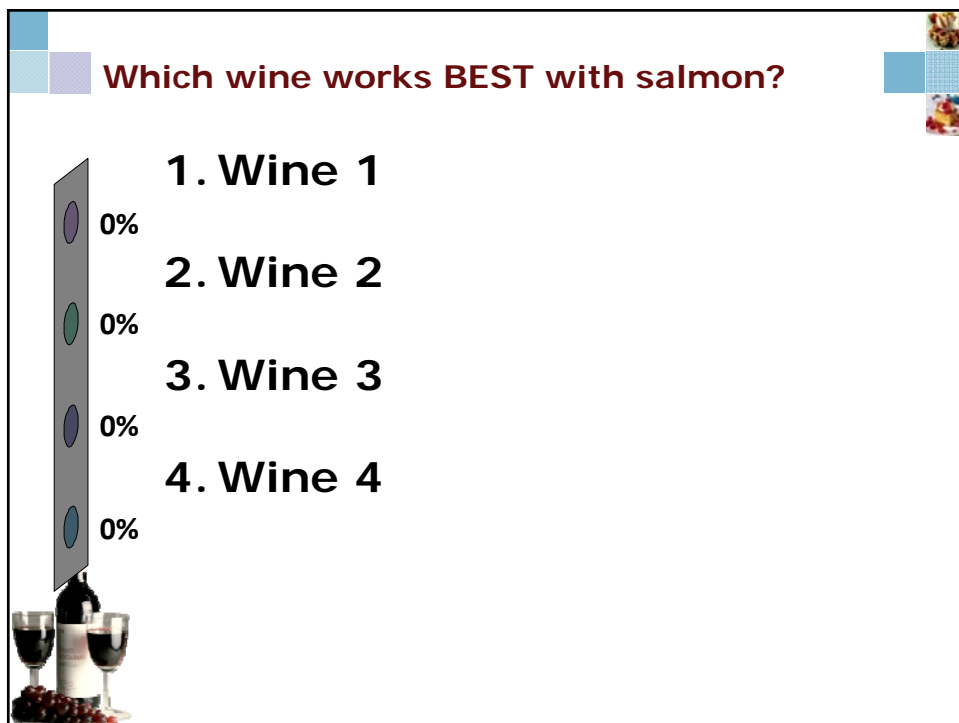 Which wine works BEST with salmon?
1. Wine 1
0%
2. Wine 2
0%
3. Wine 3
0%
4. Wine 4
0%